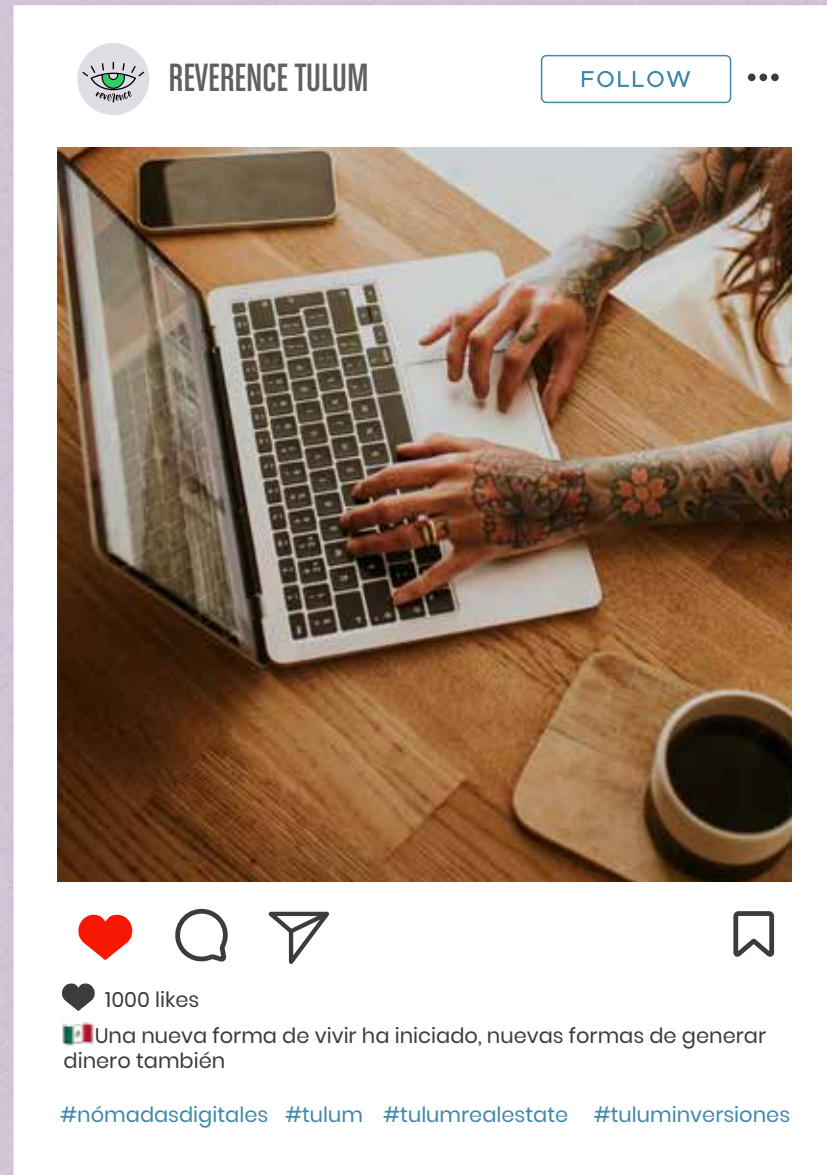 reverence
REVERENCE TULUM
FOLLOW
1000 likes
Una nueva forma de vivir ha iniciado, nuevas formas de generar
dinero también
#nómadasdigitales #tulum #tulumrealestate #tuluminversiones